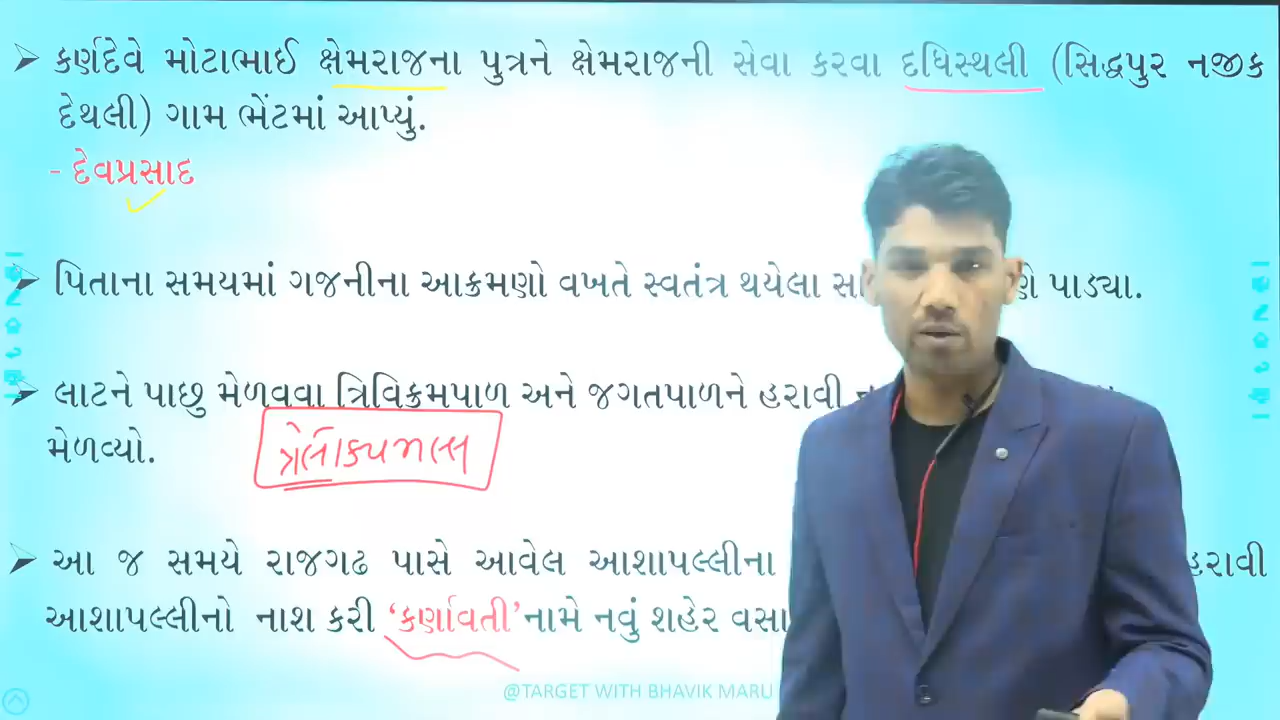 કર્ણદેવે મોટાભાઈ ક્ષેમરાજના પુત્રને ક્ષેમરાજની સેવા કરવા દધિસ્થલી (સિદ્ધપુર નજીક
દેથલી) ગામ ભેંટમાં આપ્યું.
- દેવપ્રસાદ
પિતાના સમયમાં ગજનીના આક્રમણો વખતે સ્વતંત્ર થયેલા પાડ્યા.
લાટને પાછુ મેળવવા ત્રિવિક્રમપાળ અને જગતપાળને હરાવી
મેળવ્યો.
ત્રૈલોક્યમલ્લ
આ જ સમયે રાજગઢ પાસે આવેલ આશાપલ્લીના હરાવી
આશાપલ્લીનો નાશ કરી ‘કર્ણાવતી’ નામે નવું શહેર
@TARGET WITH BHAVIK MARU